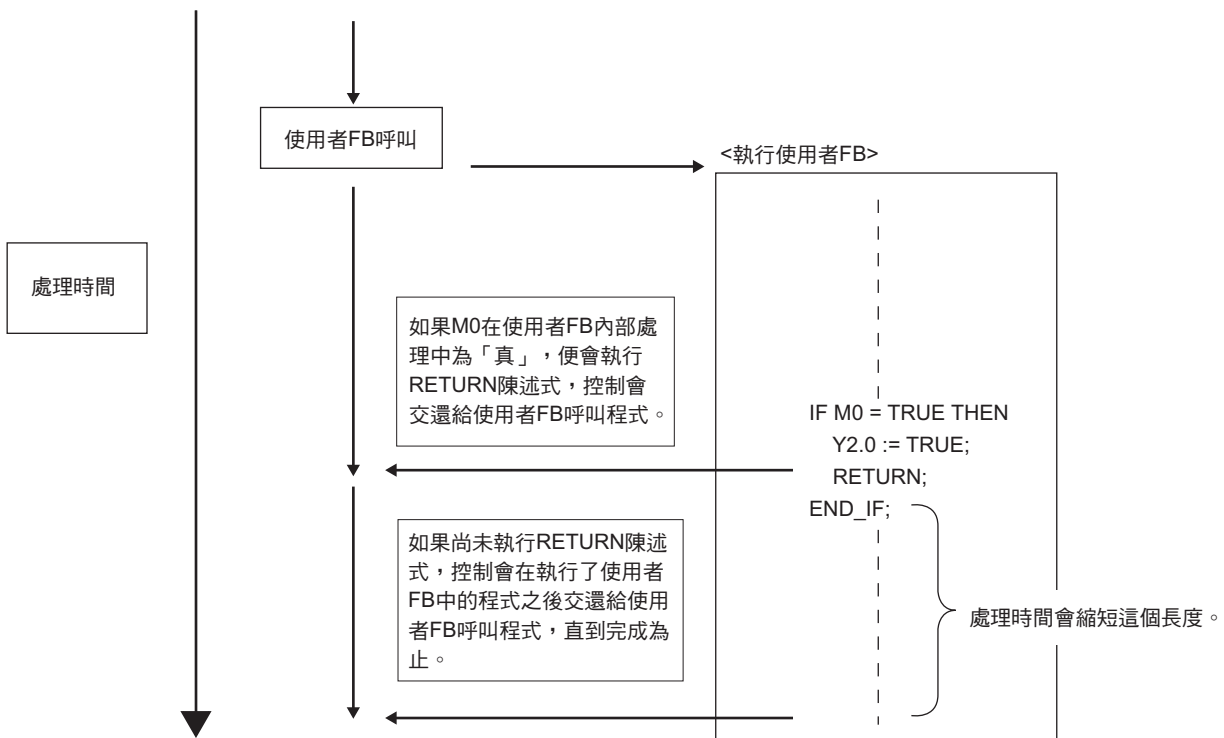 使用者FB呼叫
<執行使用者FB>
處理時間
如果M0在使用者FB內部處
理中為「真」，便會執行
RETURN陳述式，控制會
交還給使用者FB呼叫程式。
IF M0 = TRUE THEN
Y2.0 := TRUE;
RETURN;
END_IF;
如果尚未執行RETURN陳述
式，控制會在執行了使用者
FB中的程式之後交還給使用
者FB呼叫程式，直到完成為
止。
處理時間會縮短這個長度。